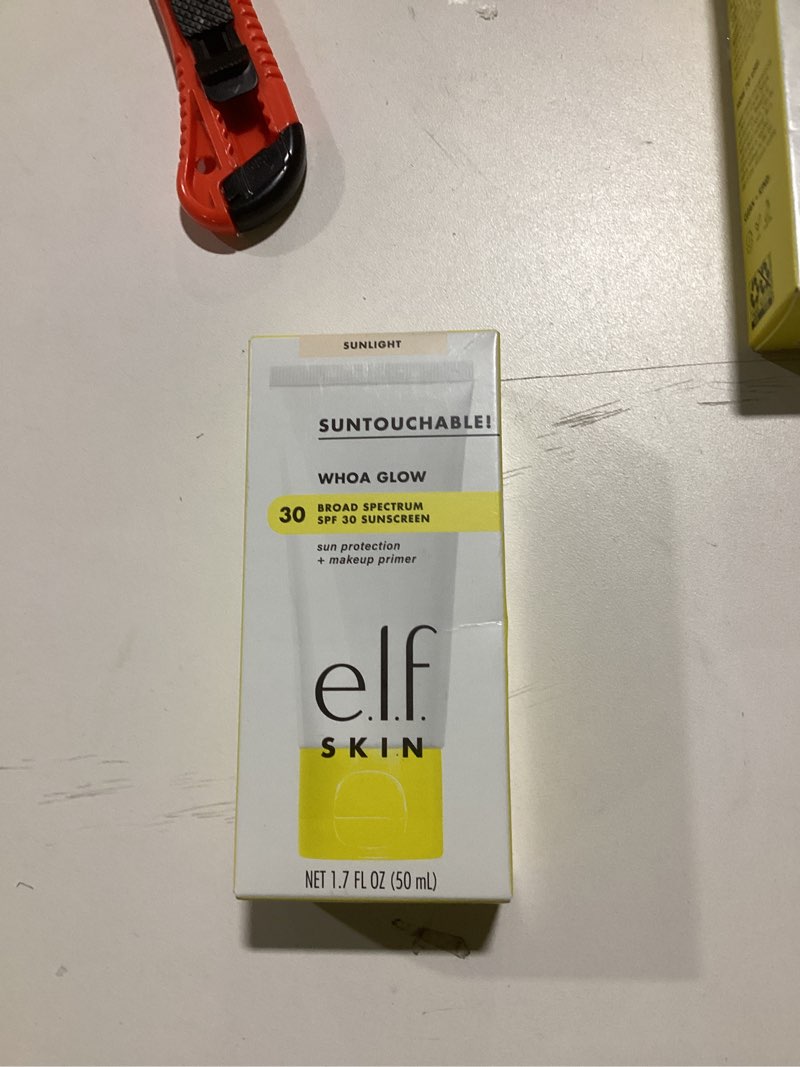 SUNLIGHT
SUNTOUCHABLE!
WHOA GLOW
30
BROAD SPECTRUM
SPF 30 SUNSCREEN
sun protection
+ makeup primer
e.l.f.
SKIN
NET 1.7 FL OZ (50 mL)